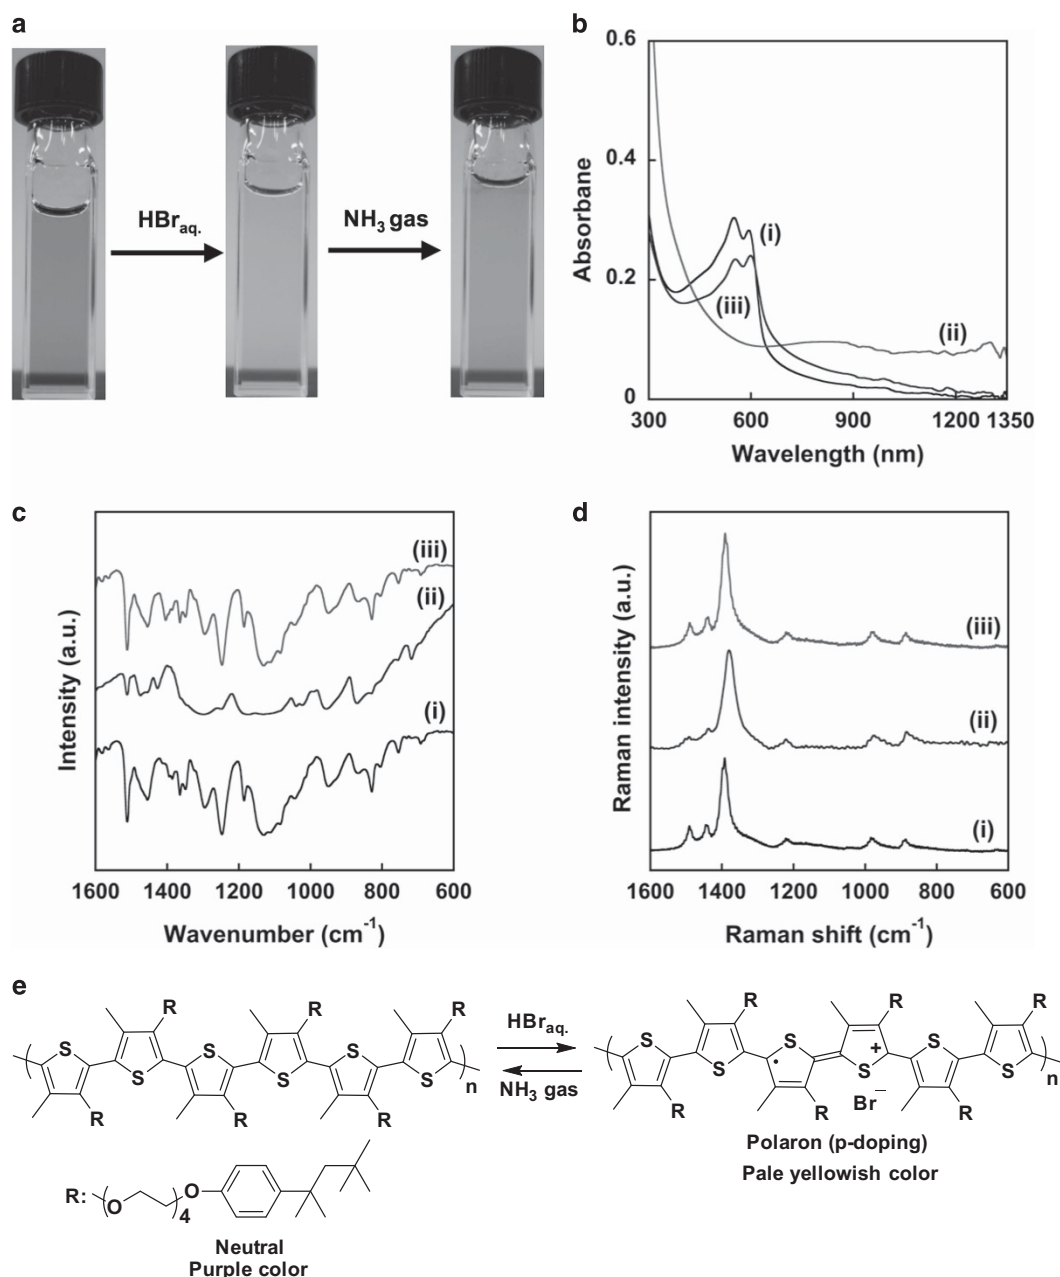 a
HBraq.
NH3 gas
b
0.6
0.4
0.2
0
Absorbane
(i)
(iii)
(ii)
300 600 900 1200 1350
Wavelength (nm)
c
(iii)
(ii)
(i)
Intensity (a.u.)
1600 1400 1200 1000 800 600
Wavenumber (cm-1)
d
(iii)
(ii)
(i)
Raman intensity (a.u.)
1600 1400 1200 1000 800 600
Raman shift (cm-1)
e
R R R
S S S
S S S
n
R R R
HBraq.
NH3 gas
R R R
S S S
S S + S
n
R R R
Br−
Polaron (p-doping)
Pale yellowish color
R: O O
4
Neutral
Purple color